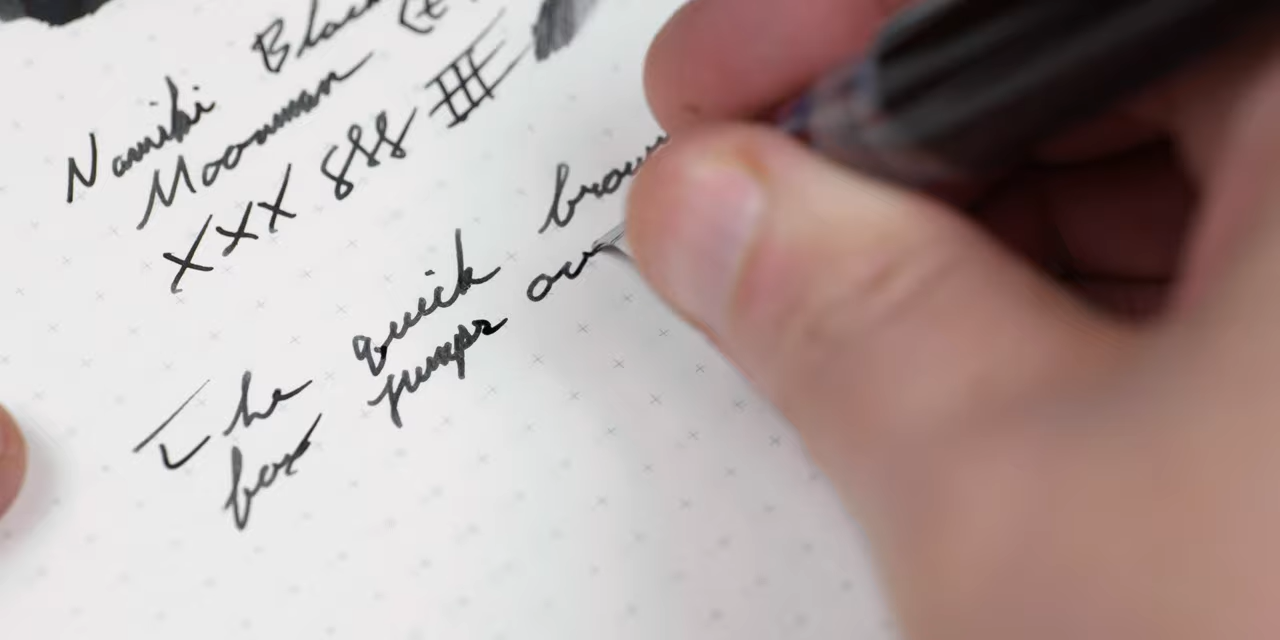 Namiki Black
Moonman
XXX 888
The quick brown
fox jumps over